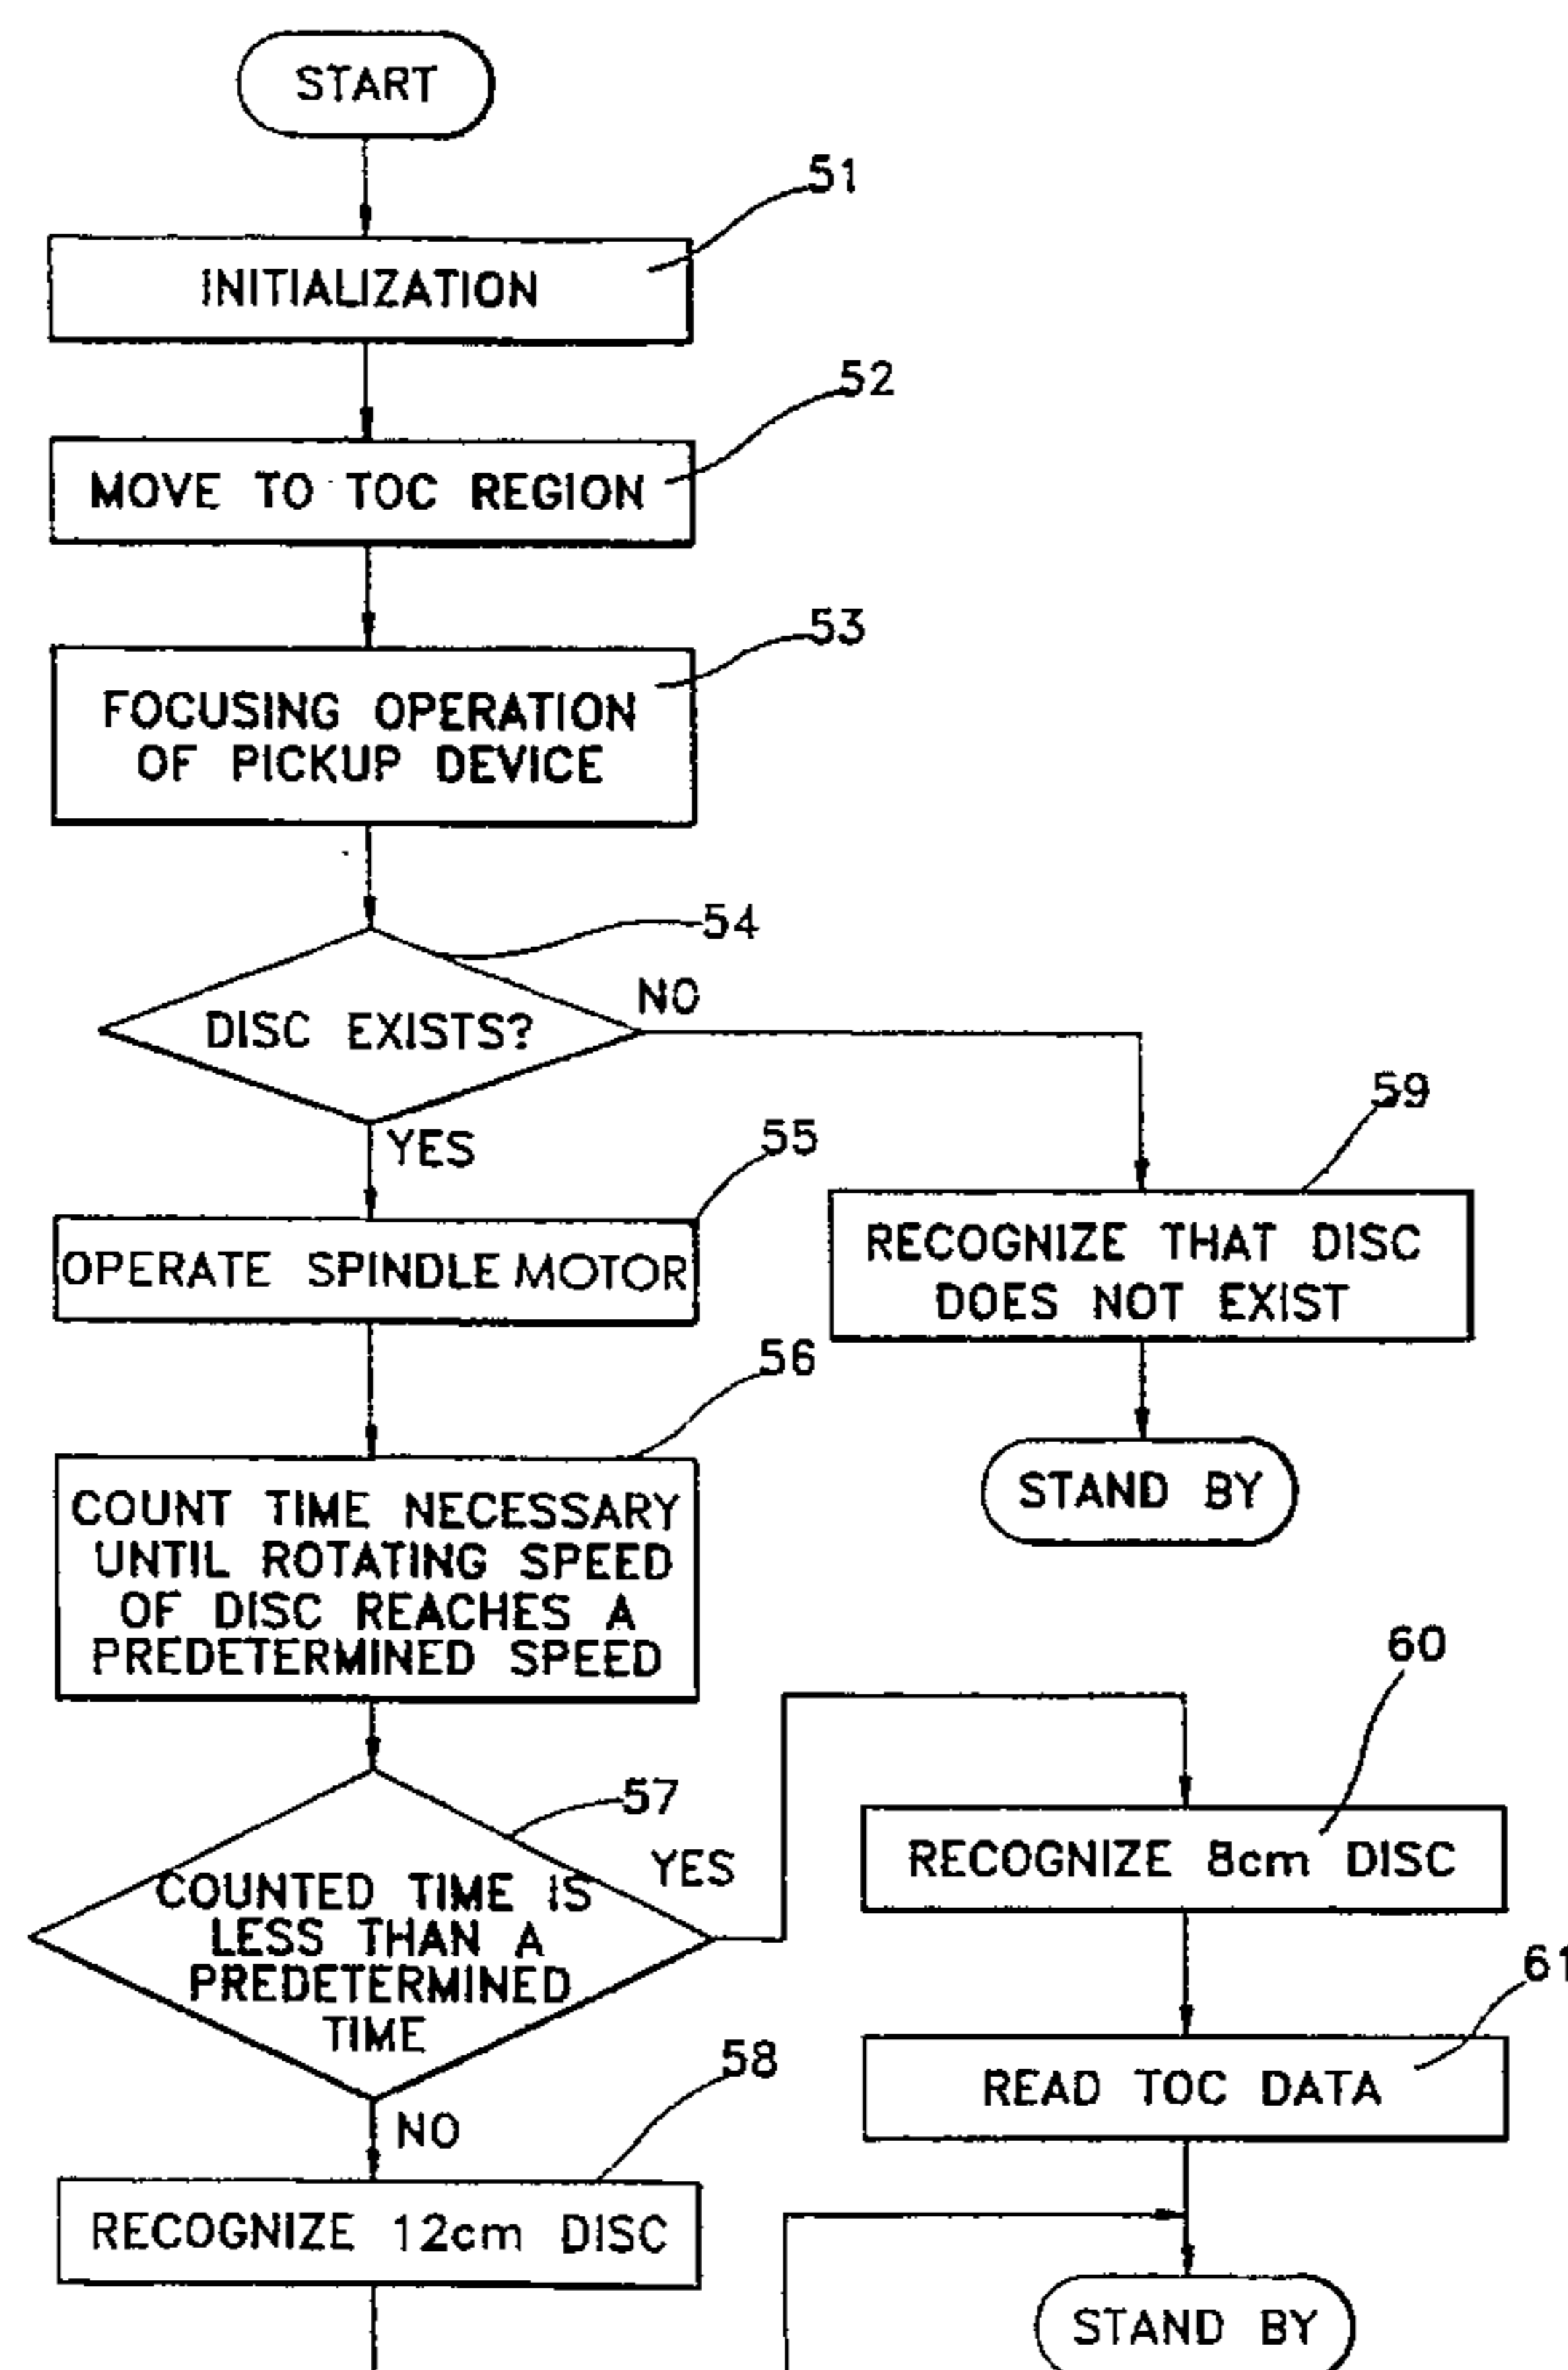 START
51
INITIALIZATION
52
MOVE TO TOC REGION
53
FOCUSING OPERATION
OF PICKUP DEVICE
54
DISC EXISTS?
NO
YES
55
OPERATE SPINDLE MOTOR
59
RECOGNIZE THAT DISC
DOES NOT EXIST
STAND BY
56
COUNT TIME NECESSARY
UNTIL ROTATING SPEED
OF DISC REACHES A
PREDETERMINED SPEED
57
COUNTED TIME IS
LESS THAN A
PREDETERMINED
TIME
YES
NO
60
RECOGNIZE 8cm DISC
61
READ TOC DATA
58
RECOGNIZE 12cm DISC
STAND BY